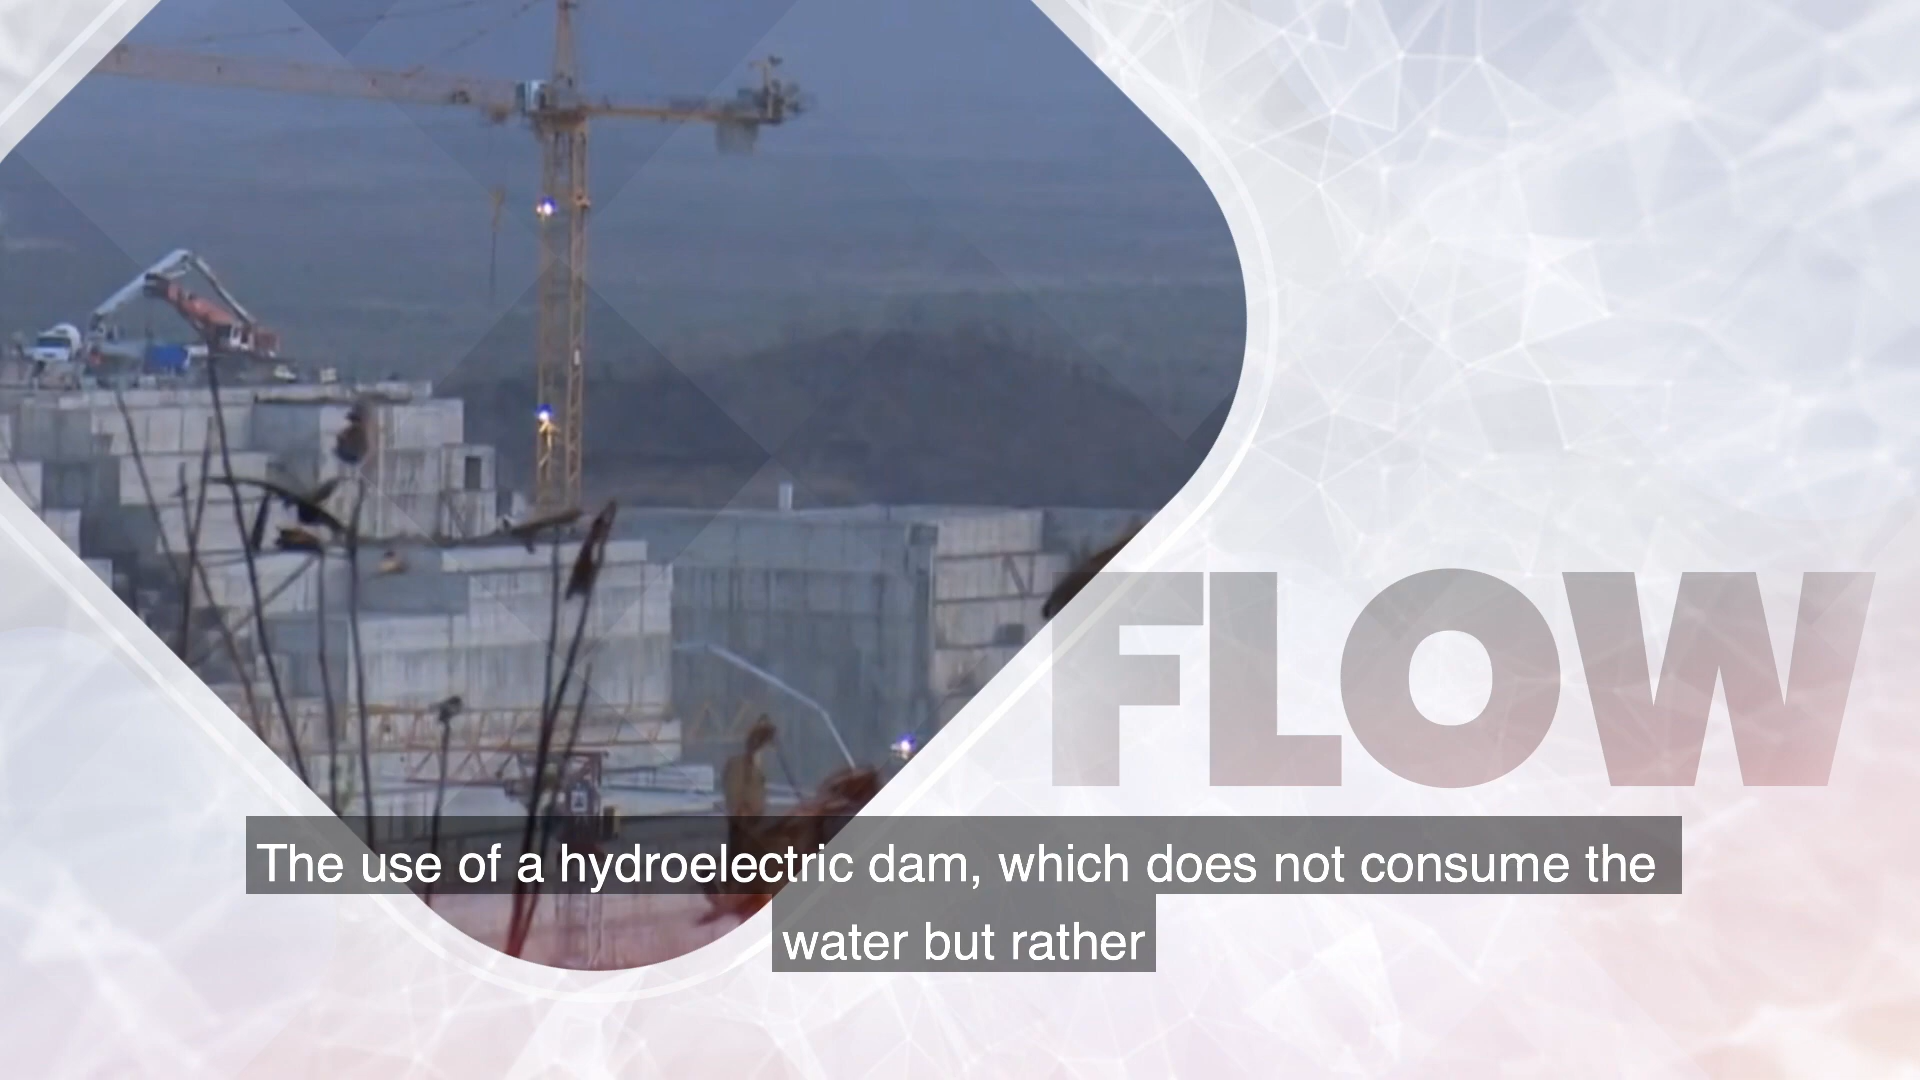 FLOW
The use of a hydroelectric dam, which does not consume the
water but rather